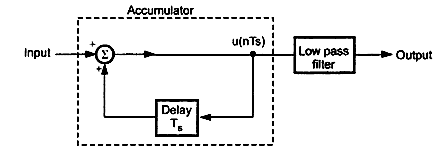 Accumulator
Input
+
Σ
+
u(nTs)
Low pass
filter
Output
Delay
Ts